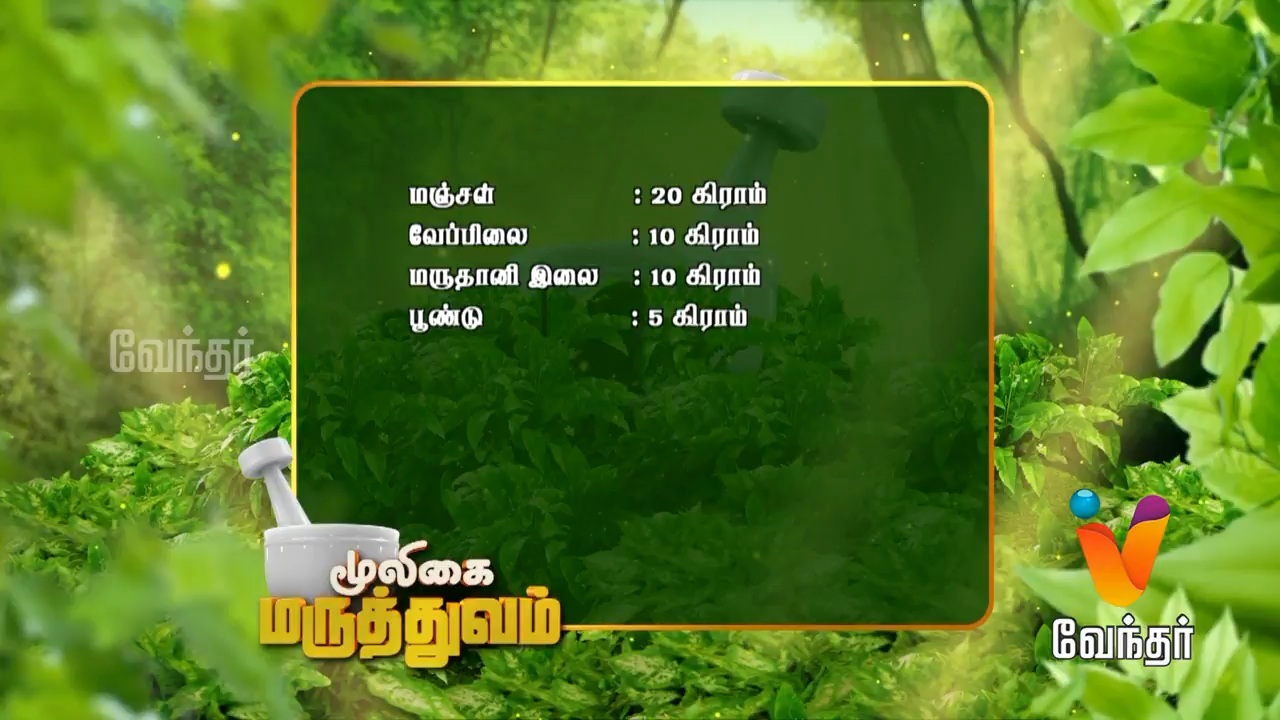 மஞ்சள் : 20 கிராம்
வேப்பிலை : 10 கிராம்
மருதானி இலை : 10 கிராம்
பூண்டு : 5 கிராம்
வேந்தர்
மூலிகை
மருத்துவம்
வேந்தர்